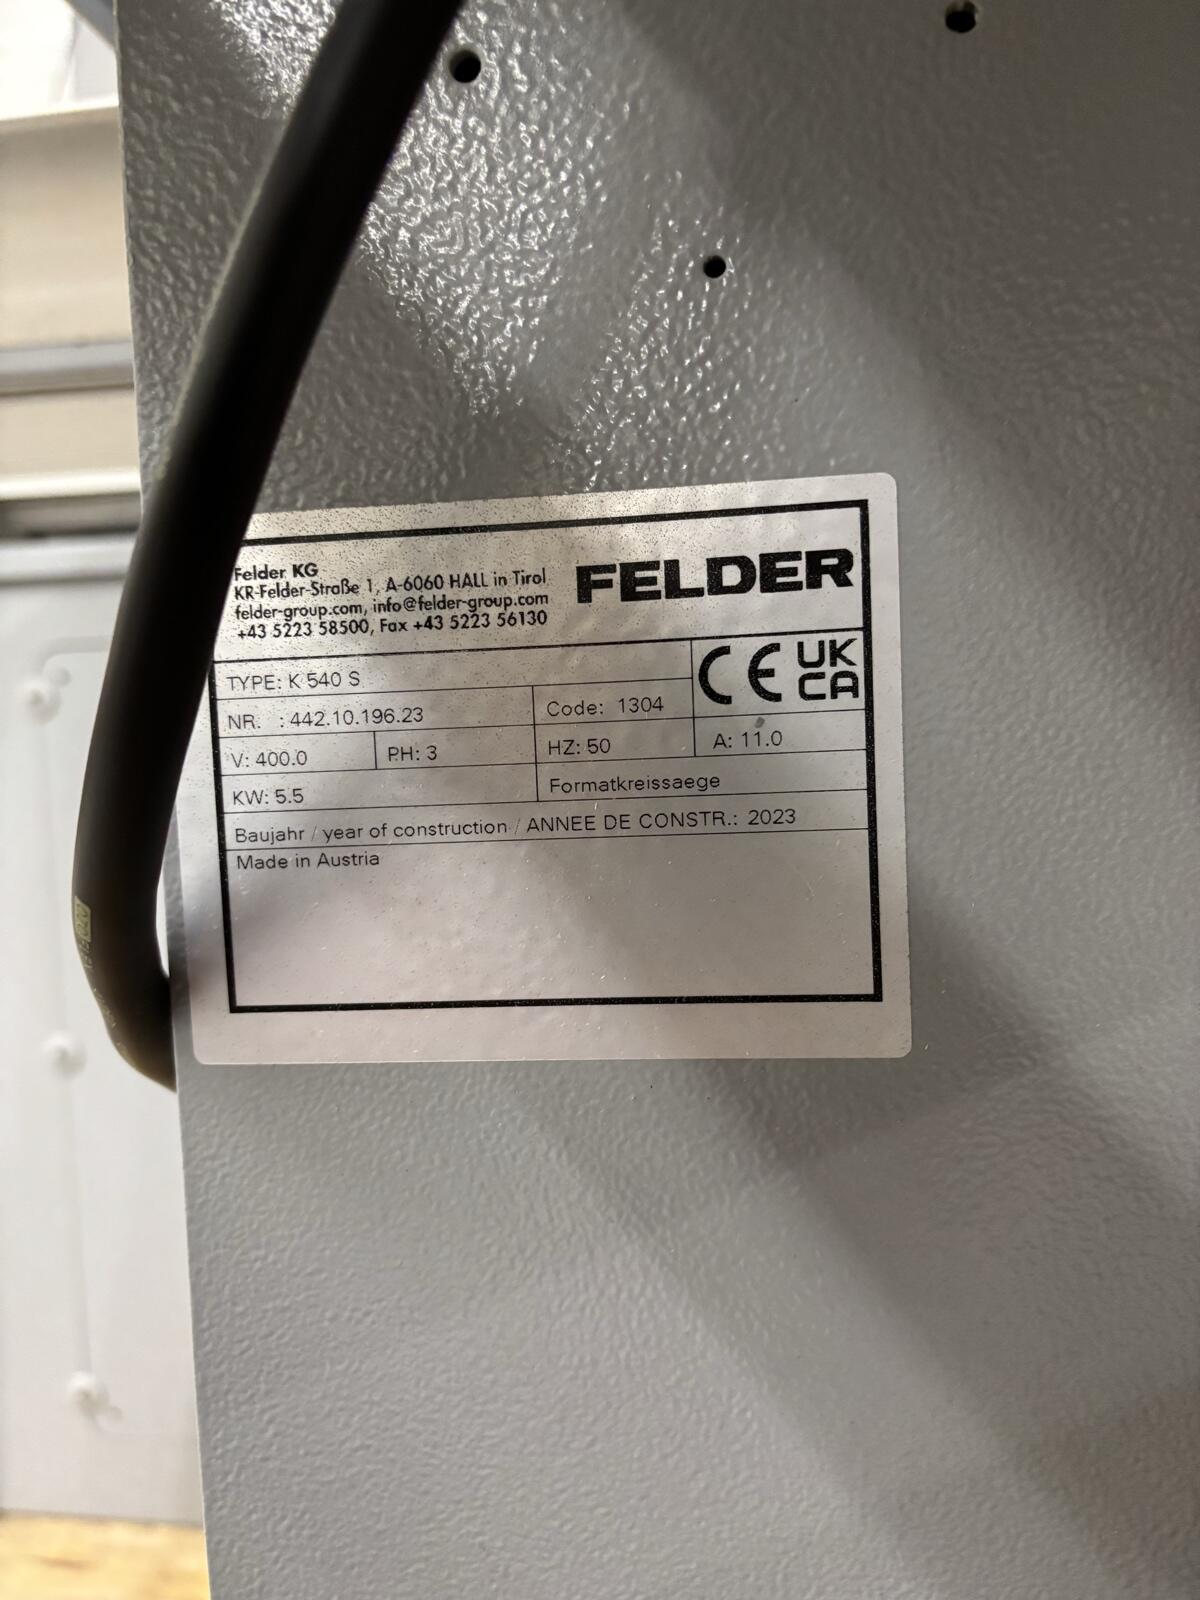 Felder KG
KR-Felder-Straße 1, A-6060 HALL in Tirol
felder-group.com, info@felder-group.com
+43 5223 58500, Fax +43 5223 56130
FELDER
TYPE: K 540 S
CE UK
CA
NR. : 442.10.196.23
Code: 1304
V: 400.0
PH: 3
HZ: 50
A: 11.0
KW: 5.5
Formatkreissaege
Baujahr / year of construction / ANNEE DE CONSTR.: 2023
Made in Austria